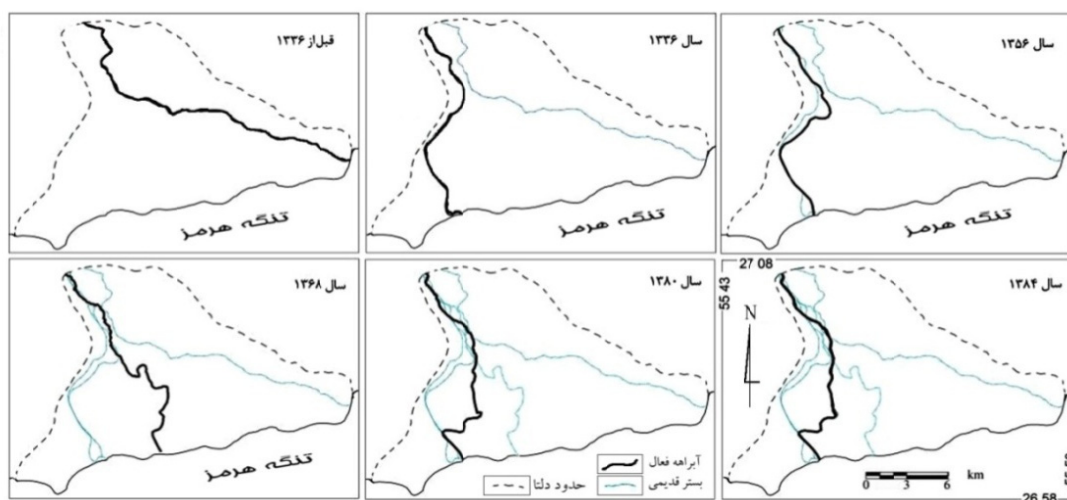 قبل از ۱۳۳۶
تنگه هرمز
سال ۱۳۳۶
تنگه هرمز
سال ۱۳۵۶
تنگه هرمز
سال ۱۳۶۸
تنگه هرمز
سال ۱۳۸۰
آبراهه فعال
بستر قدیمی
حدود دلتا
27 08
55 43
سال ۱۳۸۴
N
0 3 6 km
26 58